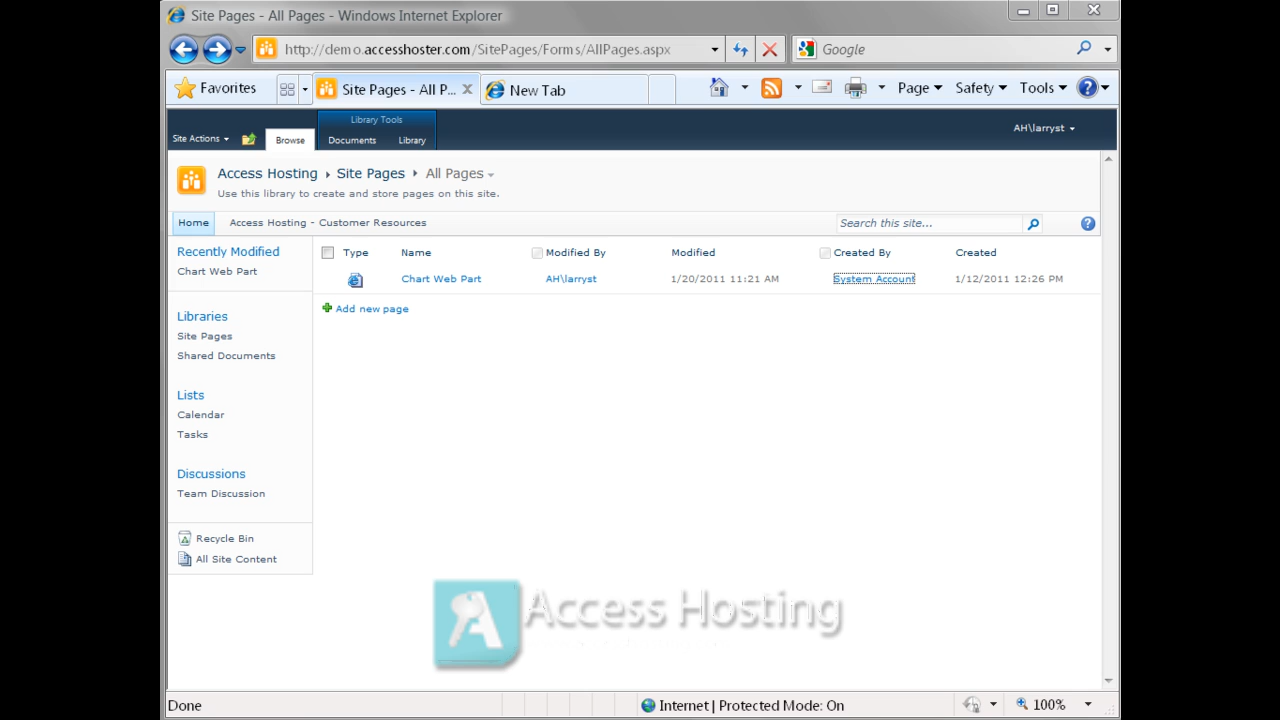 Site Pages - All Pages - Windows Internet Explorer
http://demo.accesshoster.com/SitePages/Forms/AllPages.aspx
Google
Favorites
Site Pages - All P...
New Tab
Page
Safety
Tools
Library Tools
Site Actions
Browse
Documents
Library
AH\larryst
Access Hosting
Site Pages
All Pages
Use this library to create and store pages on this site.
Home
Access Hosting - Customer Resources
Search this site...
Recently Modified
Chart Web Part
Libraries
Site Pages
Shared Documents
Lists
Calendar
Tasks
Discussions
Team Discussion
Recycle Bin
All Site Content
Type Name Modified By Modified Created By Created
Chart Web Part AH\larryst 1/20/2011 11:21 AM System Account 1/12/2011 12:26 PM
Add new page
Access Hosting
Done
Internet | Protected Mode: On
100%